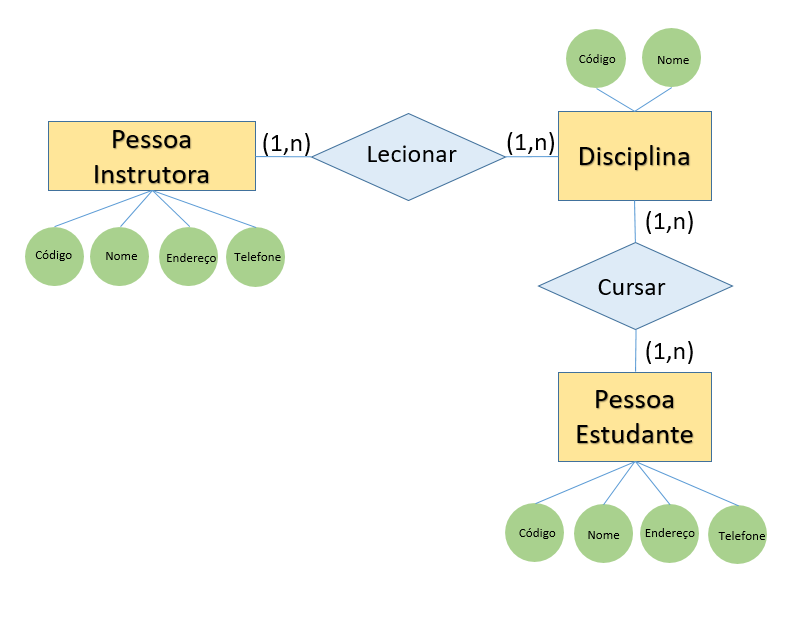 Código
Nome
Pessoa
Instrutora
(1,n)
Lecionar
(1,n)
Disciplina
(1,n)
Código
Nome
Endereço
Telefone
Cursar
(1,n)
Pessoa
Estudante
Código
Nome
Endereço
Telefone